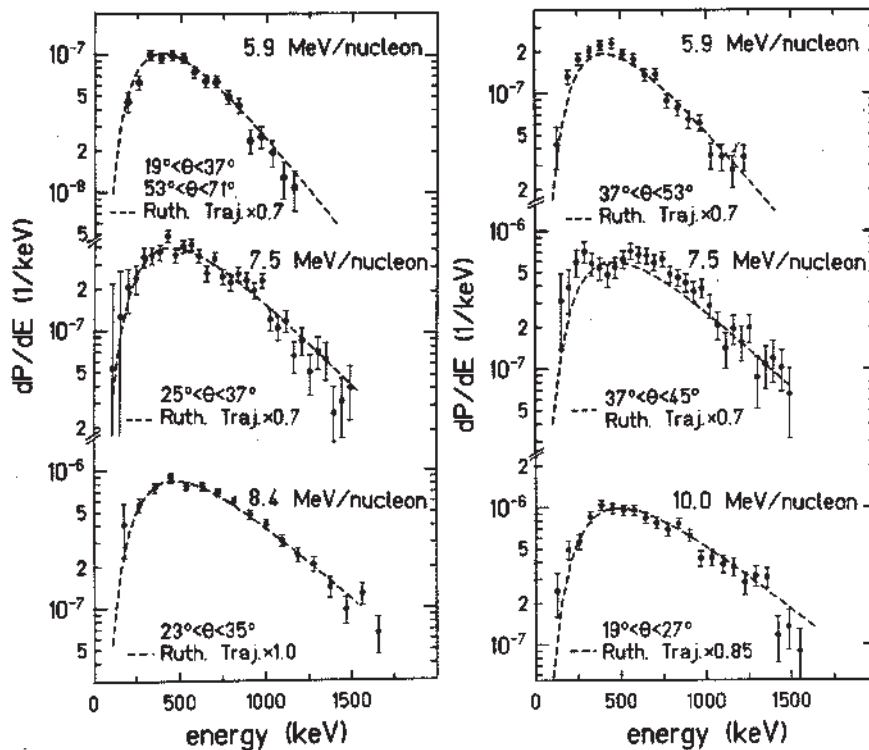 10⁻⁷
5
2
10⁻⁸
5
5.9 MeV/nucleon
19°<θ<37°
53°<θ<71°
Ruth. Traj.×0.7
2
10⁻⁷
5
2
7.5 MeV/nucleon
25°<θ<37°
Ruth. Traj.×0.7
10⁻⁶
5
2
10⁻⁷
5
8.4 MeV/nucleon
23°<θ<35°
Ruth. Traj.×1.0
dP/dE (1/keV)
0 500 1000 1500
energy (keV)
2
10⁻⁷
5
2
5.9 MeV/nucleon
37°<θ<53°
Ruth. Traj.×0.7
10⁻⁶
5
2
10⁻⁷
5
7.5 MeV/nucleon
37°<θ<45°
Ruth. Traj.×0.7
2
10⁻⁶
5
2
10⁻⁷
10.0 MeV/nucleon
19°<θ<27°
Ruth. Traj.×0.85
dP/dE (1/keV)
0 500 1000 1500
energy (keV)